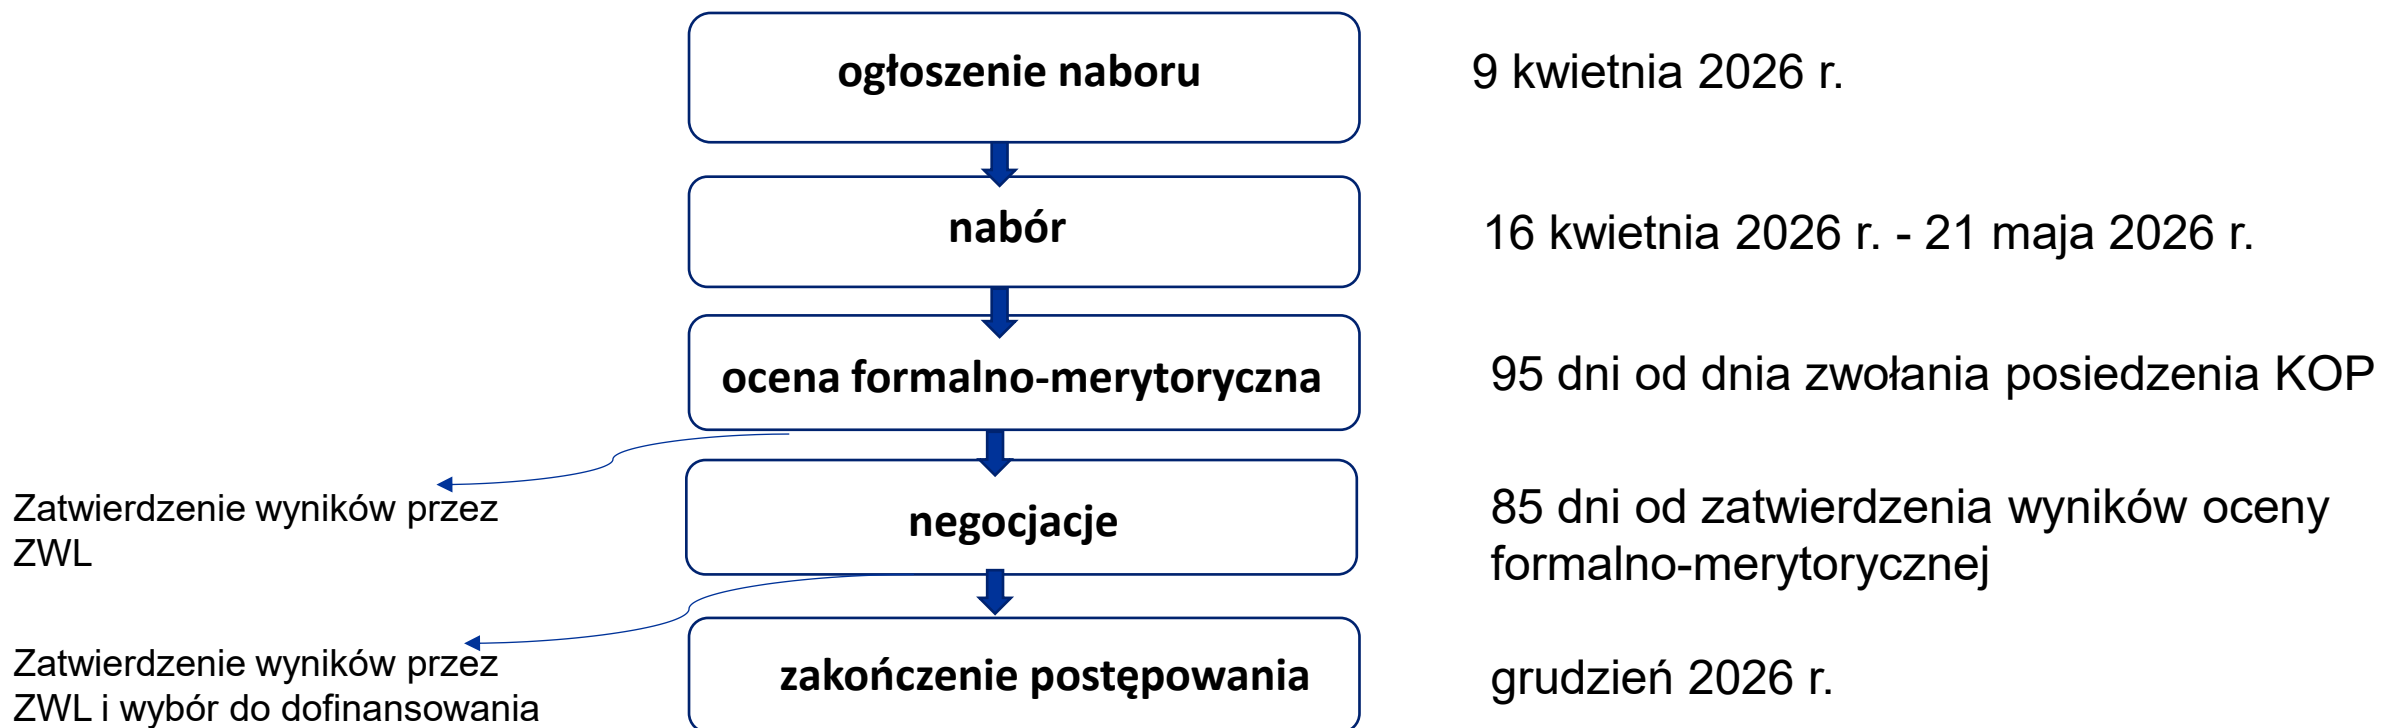 ogłoszenie naboru
9 kwietnia 2026 r.
nabór
16 kwietnia 2026 r. - 21 maja 2026 r.
ocena formalno-merytoryczna
95 dni od dnia zwołania posiedzenia KOP
Zatwierdzenie wyników przez
ZWL
negocjacje
85 dni od zatwierdzenia wyników oceny
formalno-merytorycznej
Zatwierdzenie wyników przez
ZWL i wybór do dofinansowania
zakończenie postępowania
grudzień 2026 r.